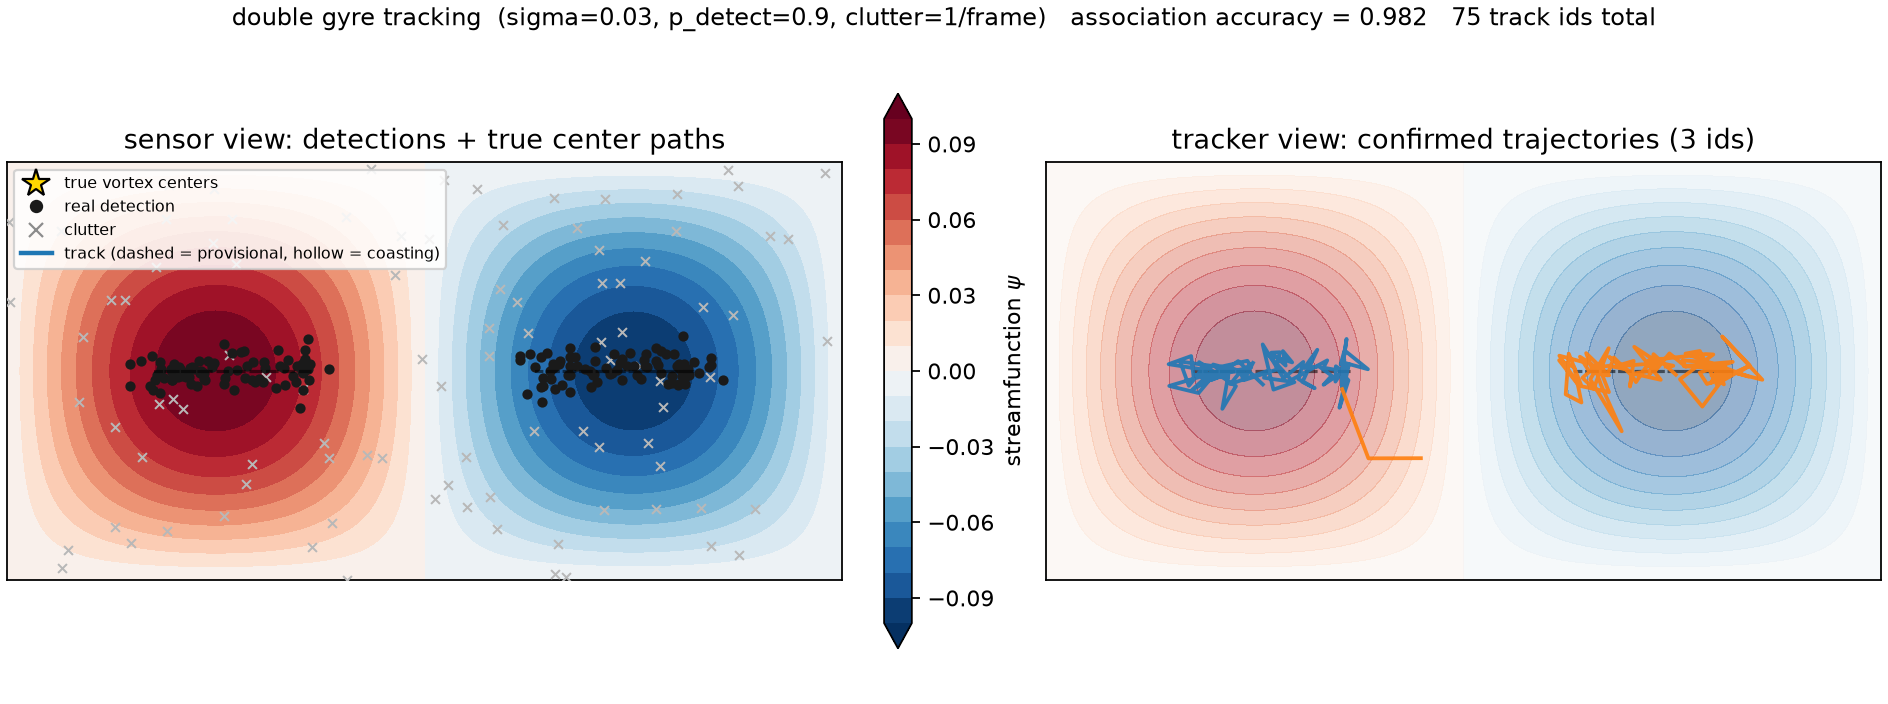 double gyre tracking  (sigma=0.03, p_detect=0.9, clutter=1/frame)   association accuracy = 0.982   75 track ids total
sensor view: detections + true center paths
true vortex centers
real detection
clutter
track (dashed = provisional, hollow = coasting)
0.09
0.06
0.03
0.00
−0.03
−0.06
−0.09
streamfunction ψ
tracker view: confirmed trajectories (3 ids)